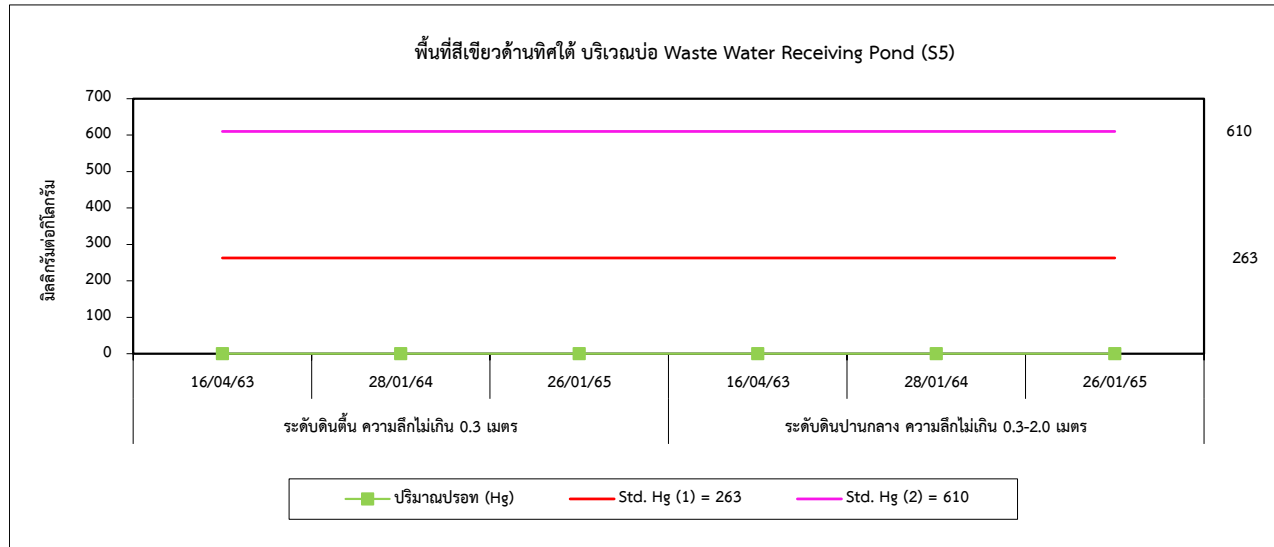 พื้นที่สีเขียวด้านทิศใต้ บริเวณบ่อ Waste Water Receiving Pond (S5)
มิลลิกรัมต่อกิโลกรัม
700
600
500
400
300
200
100
0
610
263
16/04/63 28/01/64 26/01/65 16/04/63 28/01/64 26/01/65
ระดับดินตื้น ความลึกไม่เกิน 0.3 เมตร ระดับดินปานกลาง ความลึกไม่เกิน 0.3-2.0 เมตร
ปริมาณปรอท (Hg) Std. Hg (1) = 263 Std. Hg (2) = 610